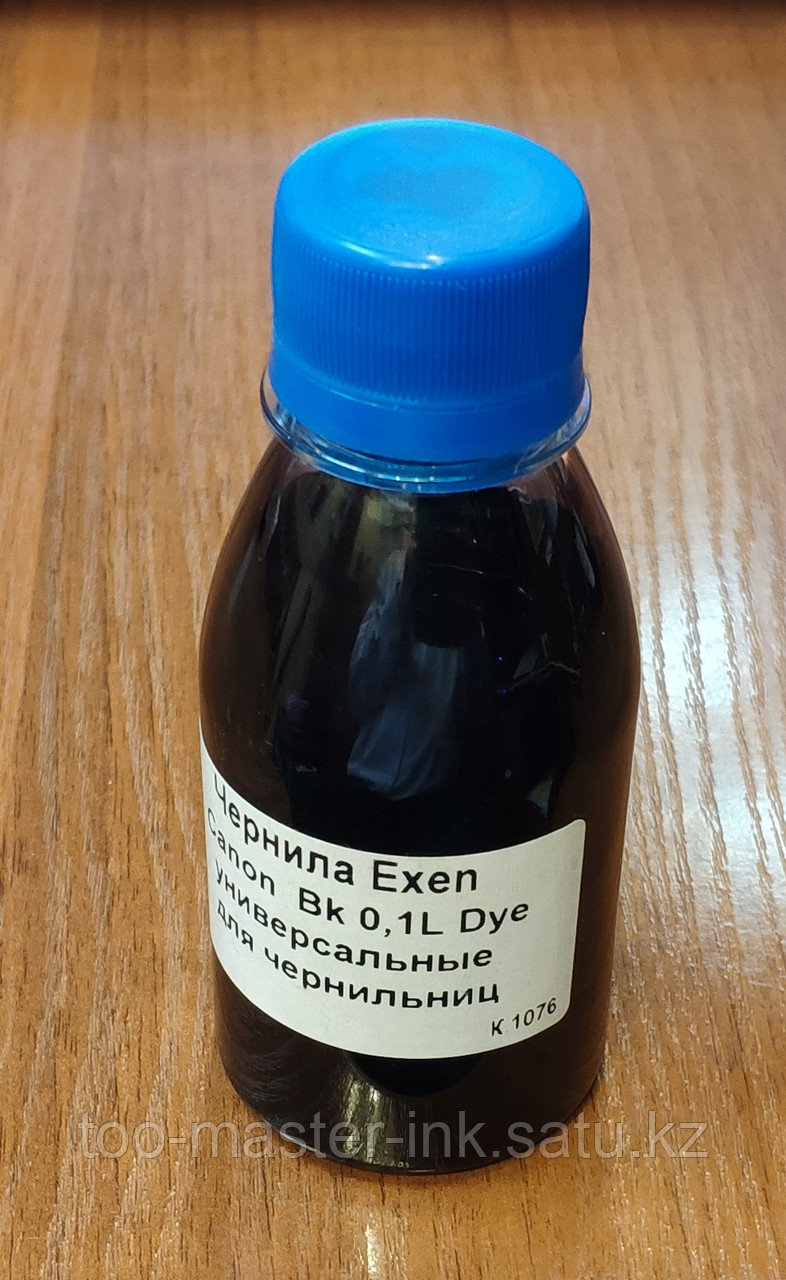 Чернила Exen
Canon Bk 0,1L Dye
универсальные
для чернильниц
К.1076
too-master-ink.satu.kz